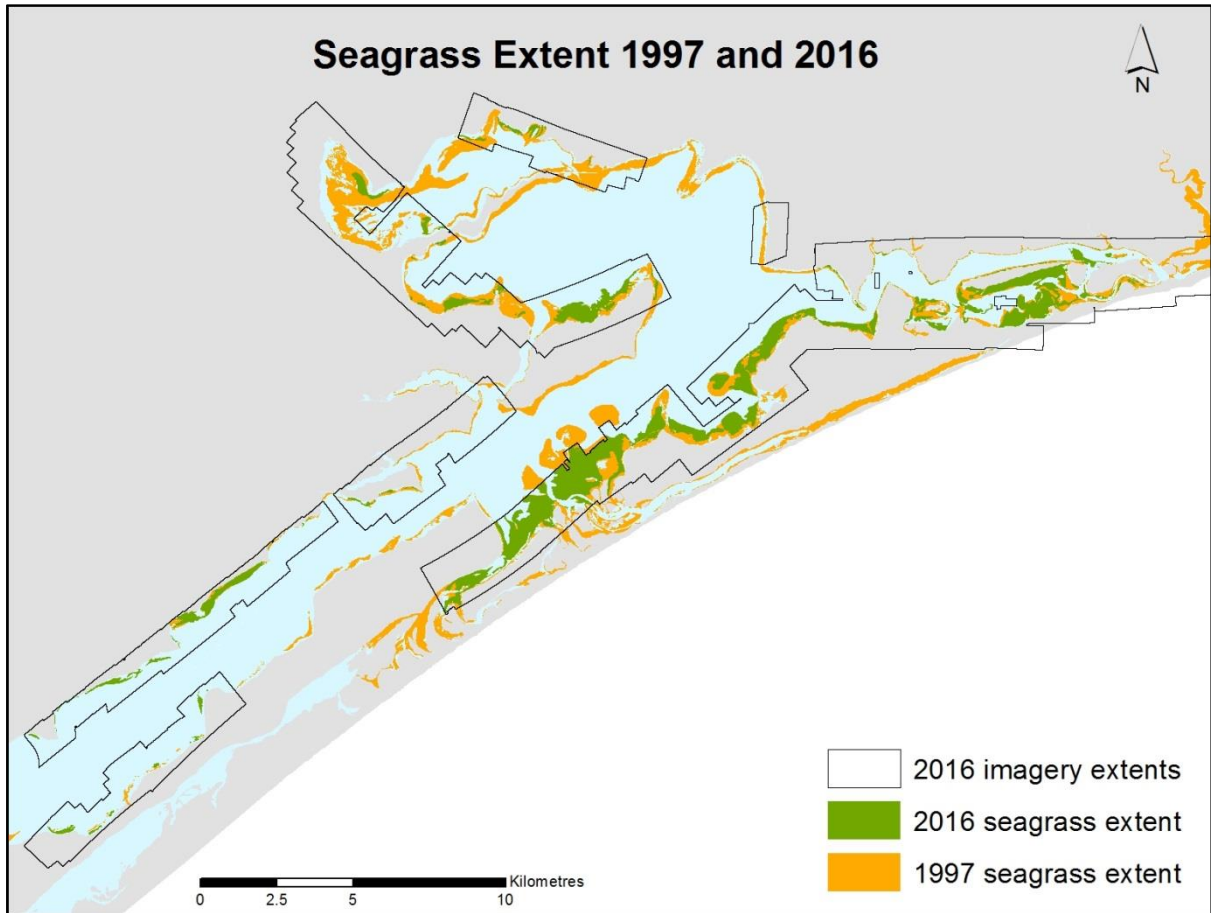 Seagrass Extent 1997 and 2016
N
2016 imagery extents
2016 seagrass extent
1997 seagrass extent
Kilometres
0 2.5 5 10